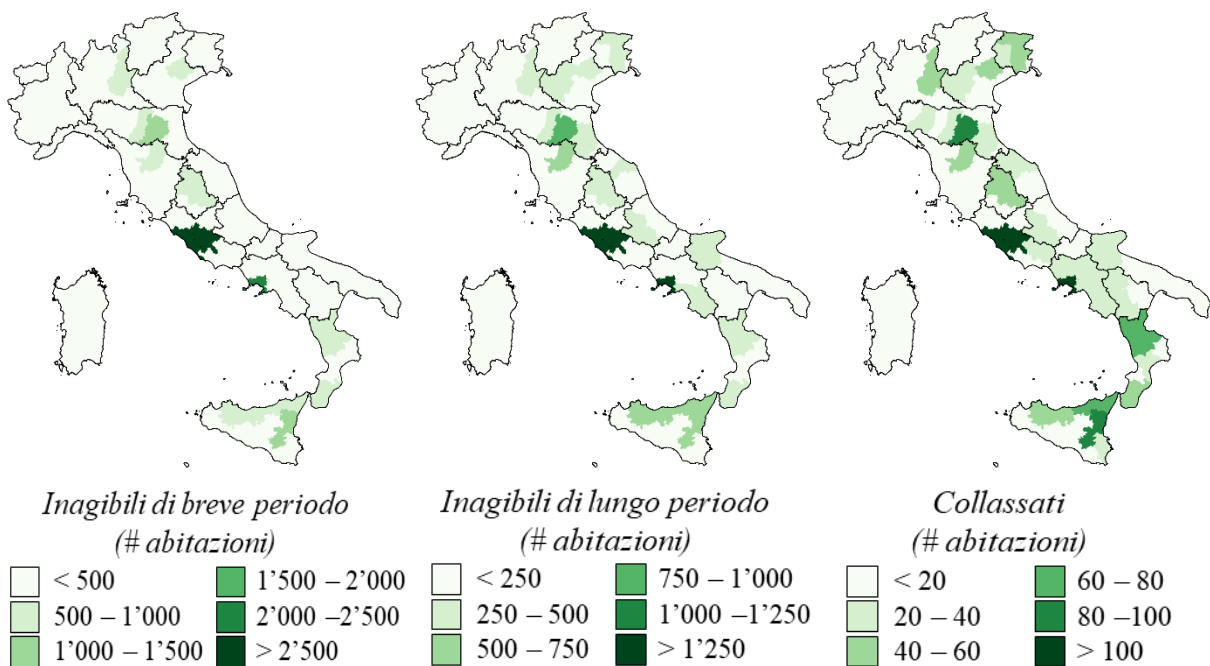 Inagibili di breve periodo
(# abitazioni)
< 500
500 – 1’000
1’000 – 1’500
1’500 – 2’000
2’000 –2’500
> 2’500
Inagibili di lungo periodo
(# abitazioni)
< 250
250 – 500
500 – 750
750 – 1’000
1’000 –1’250
> 1’250
Collassati
(# abitazioni)
< 20
20 – 40
40 – 60
60 – 80
80 –100
> 100